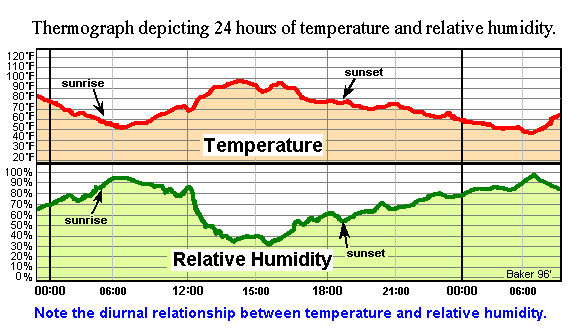 Thermograph depicting 24 hours of temperature and relative humidity.
120°F
110°F
100°F
90°F
80°F
70°F
60°F
50°F
40°F
30°F
20°F
sunrise
sunset
Temperature
100%
90%
80%
70%
60%
50%
40%
30%
20%
10%
0%
sunrise
sunset
Relative Humidity
Baker 96'
00:00 06:00 12:00 15:00 18:00 21:00 00:00 06:00
Note the diurnal relationship between temperature and relative humidity.